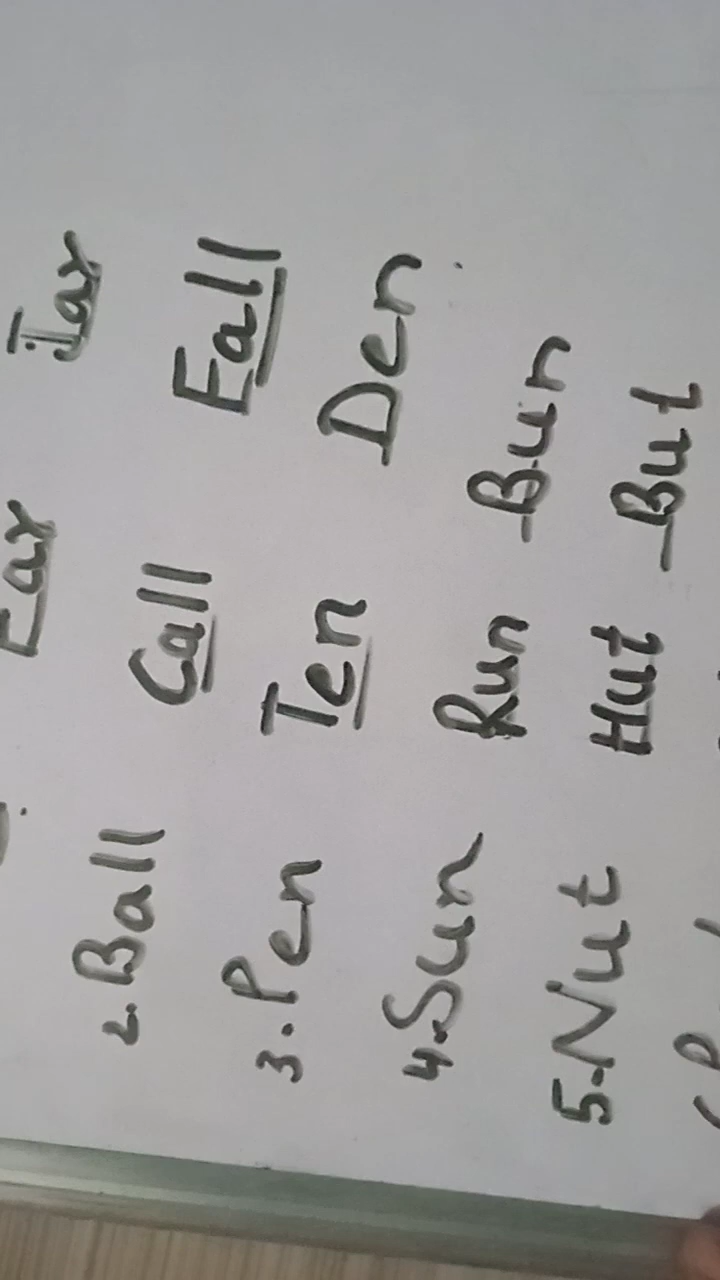 Ear Jar
2. Ball Call Fall
3. Pen Ten Den
4. Sun Run Bun
5. Nut Hut But